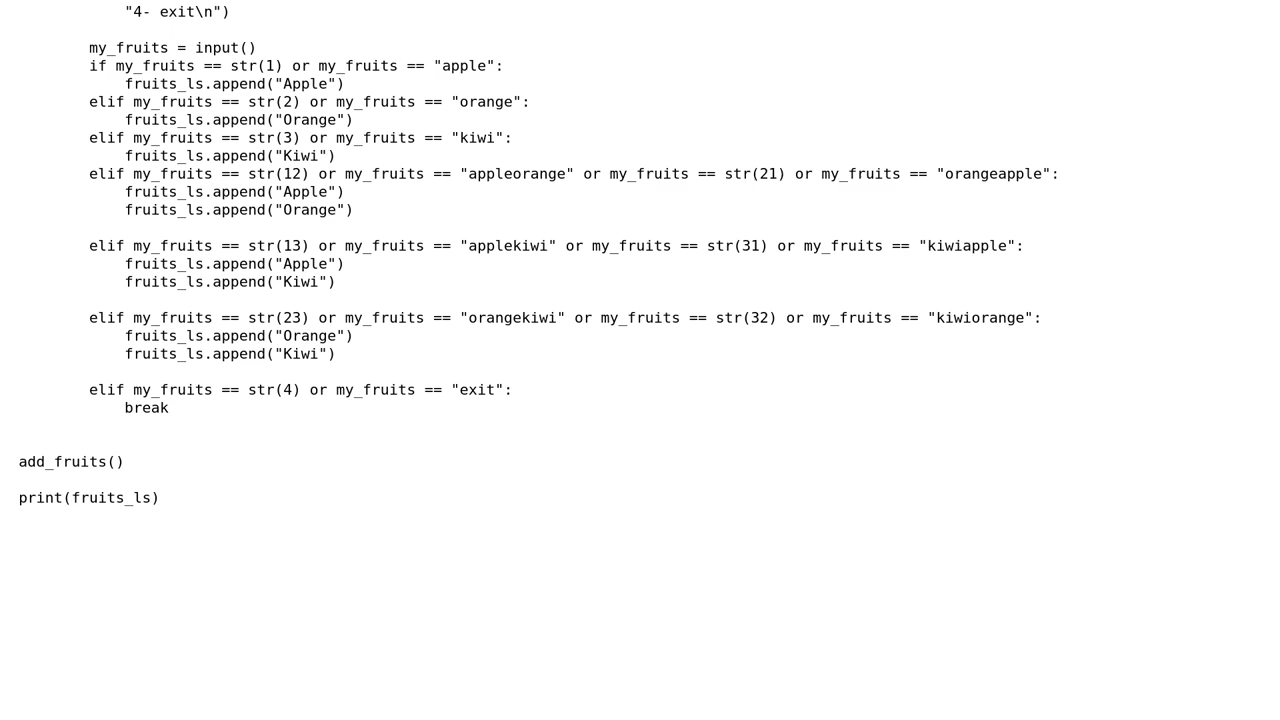 "4- exit\n")
my_fruits = input()
if my_fruits == str(1) or my_fruits == "apple":
fruits_ls.append("Apple")
elif my_fruits == str(2) or my_fruits == "orange":
fruits_ls.append("Orange")
elif my_fruits == str(3) or my_fruits == "kiwi":
fruits_ls.append("Kiwi")
elif my_fruits == str(12) or my_fruits == "appleorange" or my_fruits == str(21) or my_fruits == "orangeapple":
fruits_ls.append("Apple")
fruits_ls.append("Orange")
elif my_fruits == str(13) or my_fruits == "applekiwi" or my_fruits == str(31) or my_fruits == "kiwiapple":
fruits_ls.append("Apple")
fruits_ls.append("Kiwi")
elif my_fruits == str(23) or my_fruits == "orangekiwi" or my_fruits == str(32) or my_fruits == "kiwiorange":
fruits_ls.append("Orange")
fruits_ls.append("Kiwi")
elif my_fruits == str(4) or my_fruits == "exit":
break
add_fruits()
print(fruits_ls)